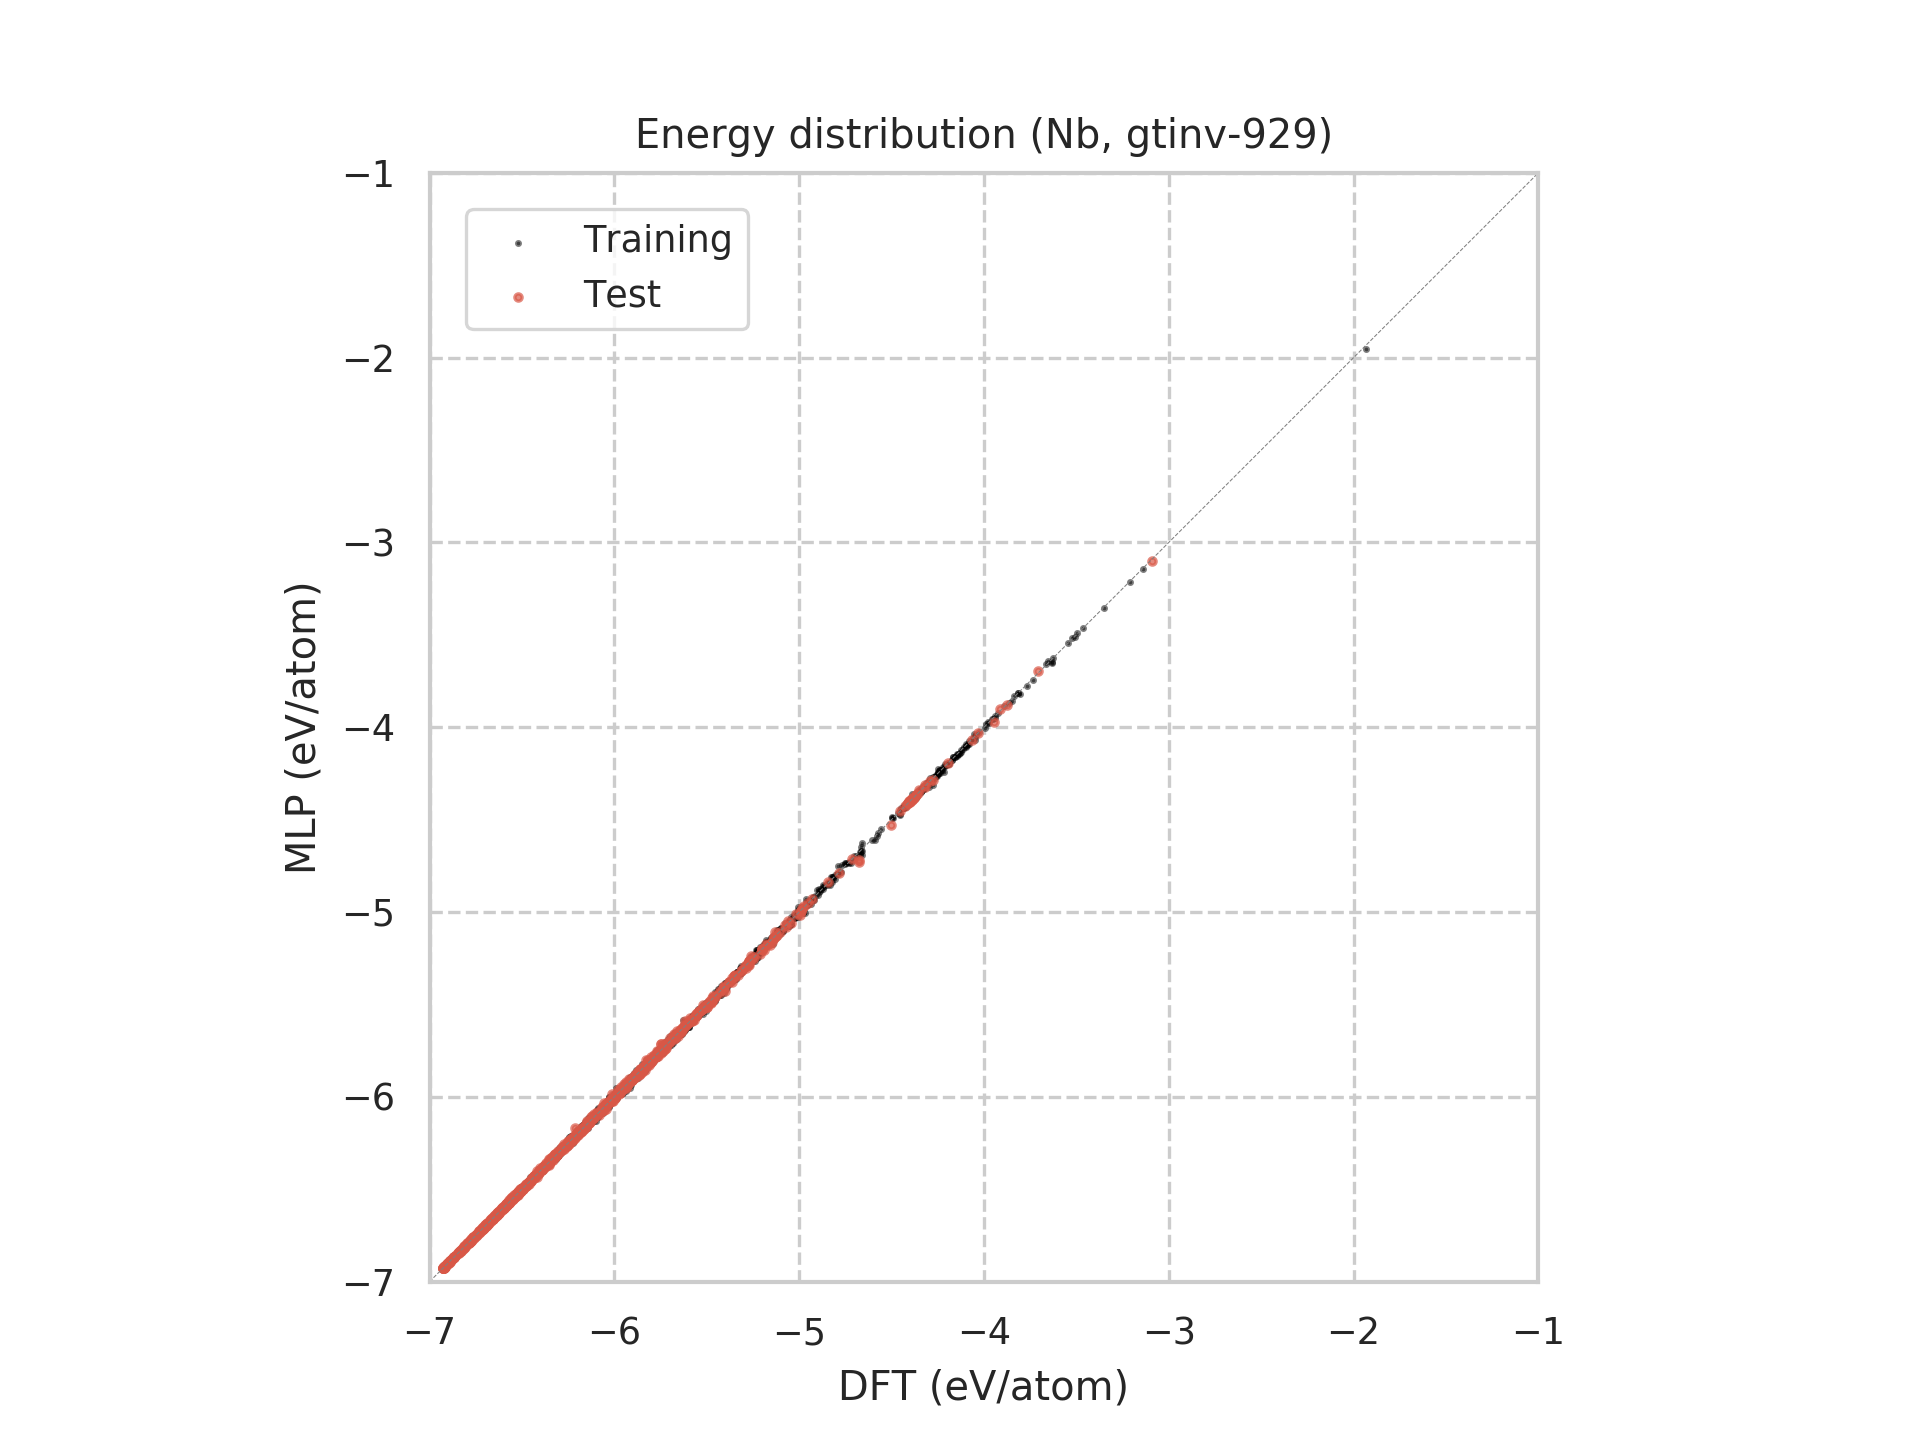 Energy distribution (Nb, gtinv-929)
−1
−2
−3
−4
−5
−6
−7
Training
Test
MLP (eV/atom)
−7 −6 −5 −4 −3 −2 −1
DFT (eV/atom)